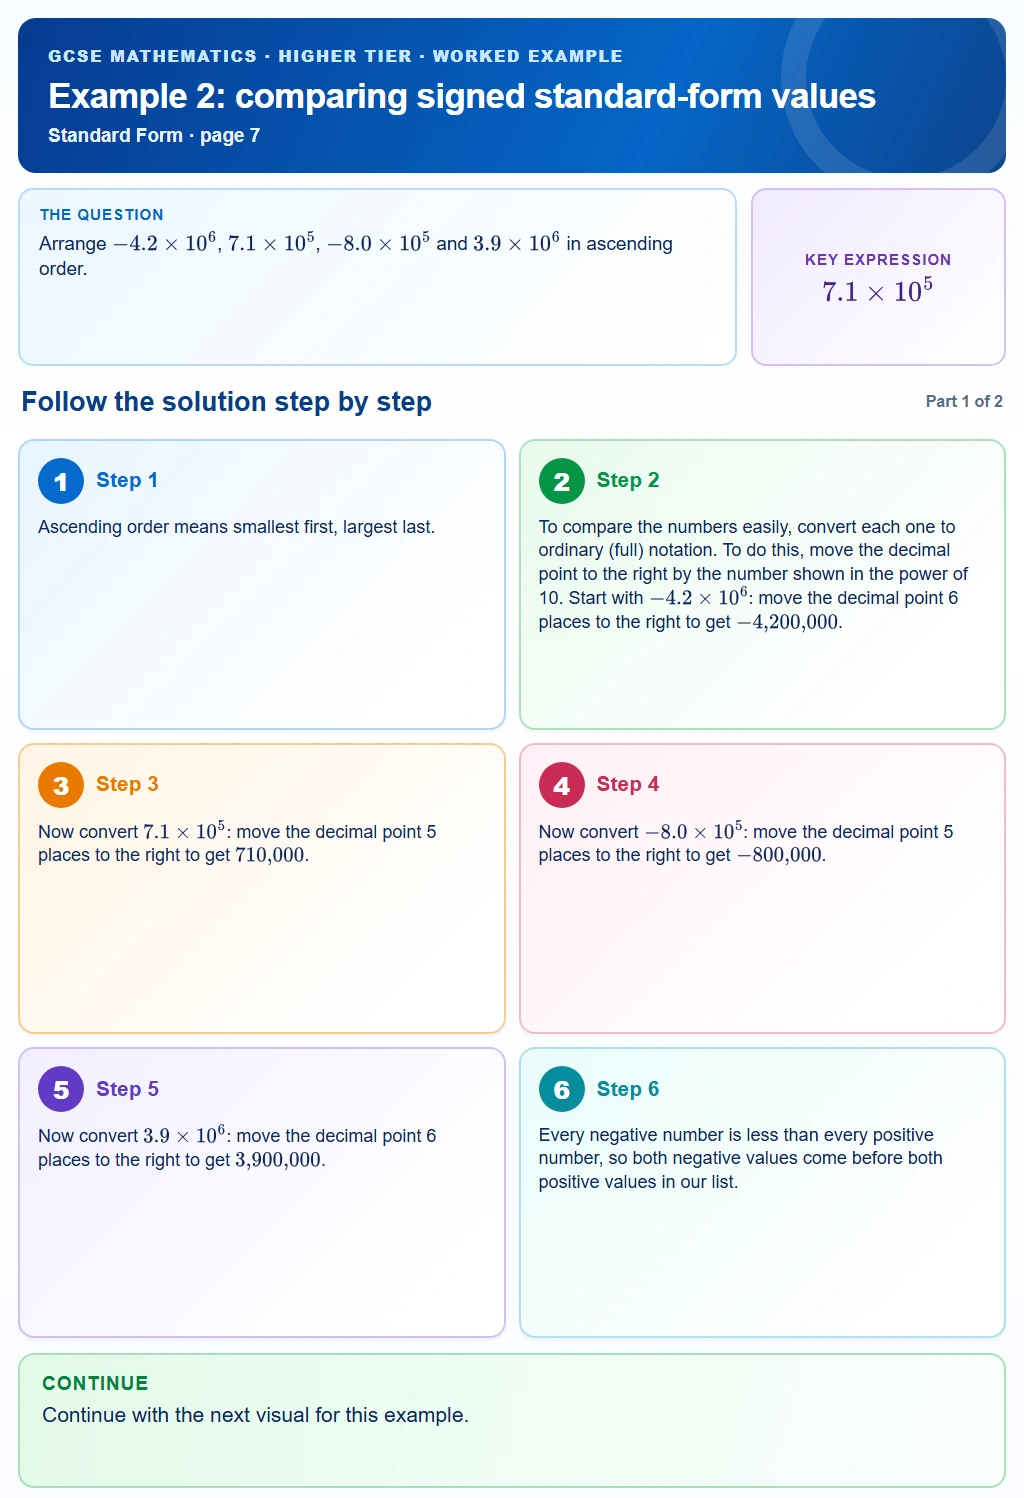 GCSE MATHEMATICS · HIGHER TIER · WORKED EXAMPLE
Example 2: comparing signed standard-form values
Standard Form · page 7
THE QUESTION
Arrange −4.2 × 10⁶, 7.1 × 10⁵, −8.0 × 10⁵ and 3.9 × 10⁶ in ascending
order.
KEY EXPRESSION
7.1 × 10⁵
Follow the solution step by step
Part 1 of 2
1 Step 1
Ascending order means smallest first, largest last.
2 Step 2
To compare the numbers easily, convert each one to
ordinary (full) notation. To do this, move the decimal
point to the right by the number shown in the power of
10. Start with −4.2 × 10⁶: move the decimal point 6
places to the right to get −4,200,000.
3 Step 3
Now convert 7.1 × 10⁵: move the decimal point 5
places to the right to get 710,000.
4 Step 4
Now convert −8.0 × 10⁵: move the decimal point 5
places to the right to get −800,000.
5 Step 5
Now convert 3.9 × 10⁶: move the decimal point 6
places to the right to get 3,900,000.
6 Step 6
Every negative number is less than every positive
number, so both negative values come before both
positive values in our list.
CONTINUE
Continue with the next visual for this example.